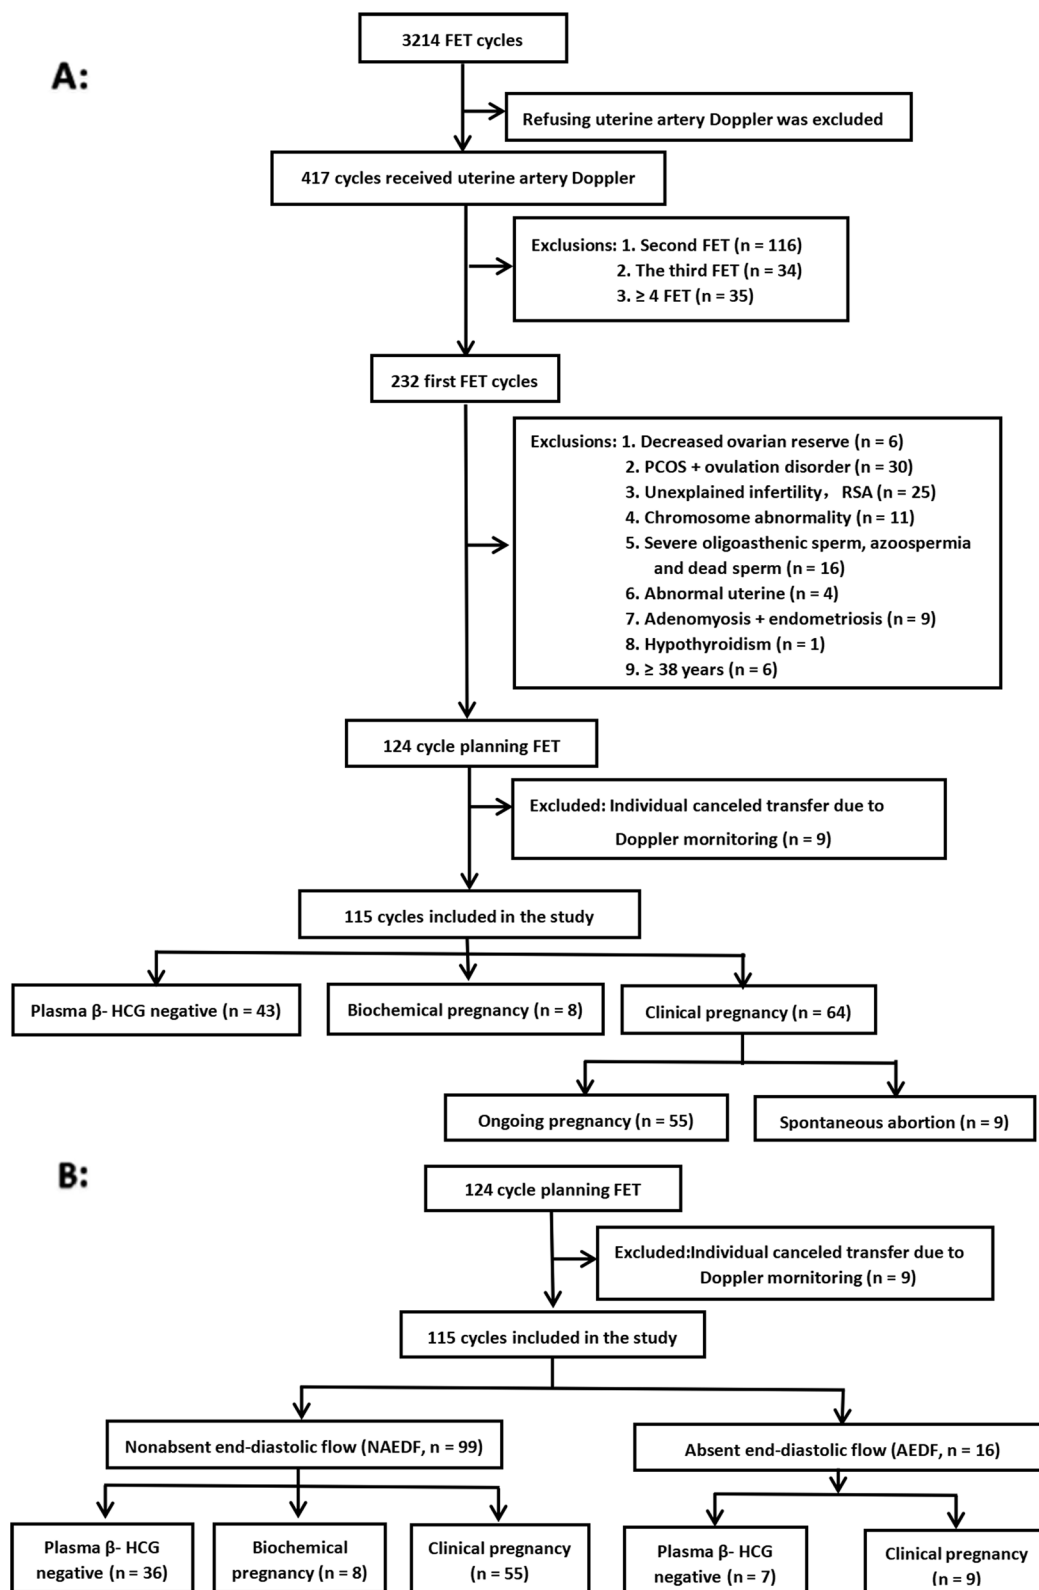 A:
3214 FET cycles
Refusing uterine artery Doppler was excluded
417 cycles received uterine artery Doppler
Exclusions: 1. Second FET (n = 116)
2. The third FET (n = 34)
3. ≥ 4 FET (n = 35)
232 first FET cycles
Exclusions: 1. Decreased ovarian reserve (n = 6)
2. PCOS + ovulation disorder (n = 30)
3. Unexplained infertility，RSA (n = 25)
4. Chromosome abnormality (n = 11)
5. Severe oligoasthenic sperm, azoospermia
and dead sperm (n = 16)
6. Abnormal uterine (n = 4)
7. Adenomyosis + endometriosis (n = 9)
8. Hypothyroidism (n = 1)
9. ≥ 38 years (n = 6)
124 cycle planning FET
Excluded: Individual canceled transfer due to
Doppler mornitoring (n = 9)
115 cycles included in the study
Plasma β- HCG negative (n = 43)
Biochemical pregnancy (n = 8)
Clinical pregnancy (n = 64)
Ongoing pregnancy (n = 55)
Spontaneous abortion (n = 9)
B:
124 cycle planning FET
Excluded:Individual canceled transfer due to
Doppler mornitoring (n = 9)
115 cycles included in the study
Nonabsent end-diastolic flow (NAEDF, n = 99)
Absent end-diastolic flow (AEDF, n = 16)
Plasma β- HCG
negative (n = 36)
Biochemical
pregnancy (n = 8)
Clinical pregnancy
(n = 55)
Plasma β- HCG
negative (n = 7)
Clinical pregnancy
(n = 9)